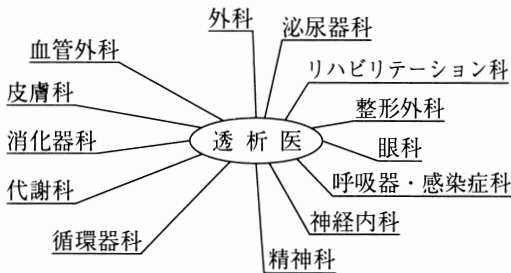 外科
泌尿器科
血管外科
リハビリテーション科
皮膚科
整形外科
消化器科
透析医
眼科
代謝科
呼吸器・感染症科
神経内科
循環器科
精神科